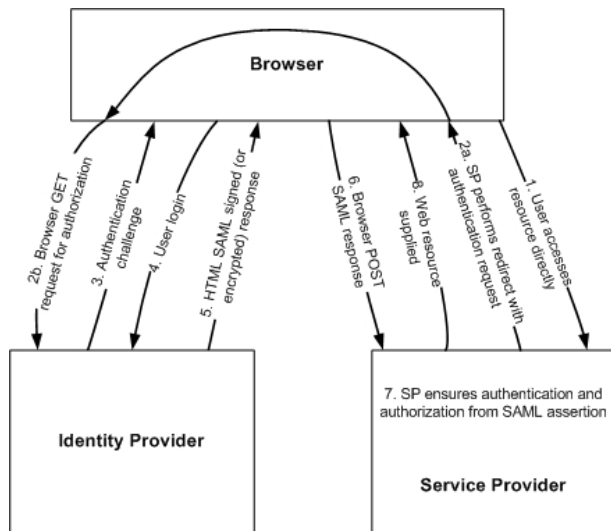 Browser
2b. Browser GET
request for authorization
3. Authentication
challenge
4. User login
5. HTML SAML signed (or
encrypted) response
6. Browser POST
SAML response
8. Web resource
supplied
2a. SP performs redirect with
authentication request
1. User accesses
resource directly
Identity Provider
7. SP ensures authentication and
authorization from SAML assertion
Service Provider